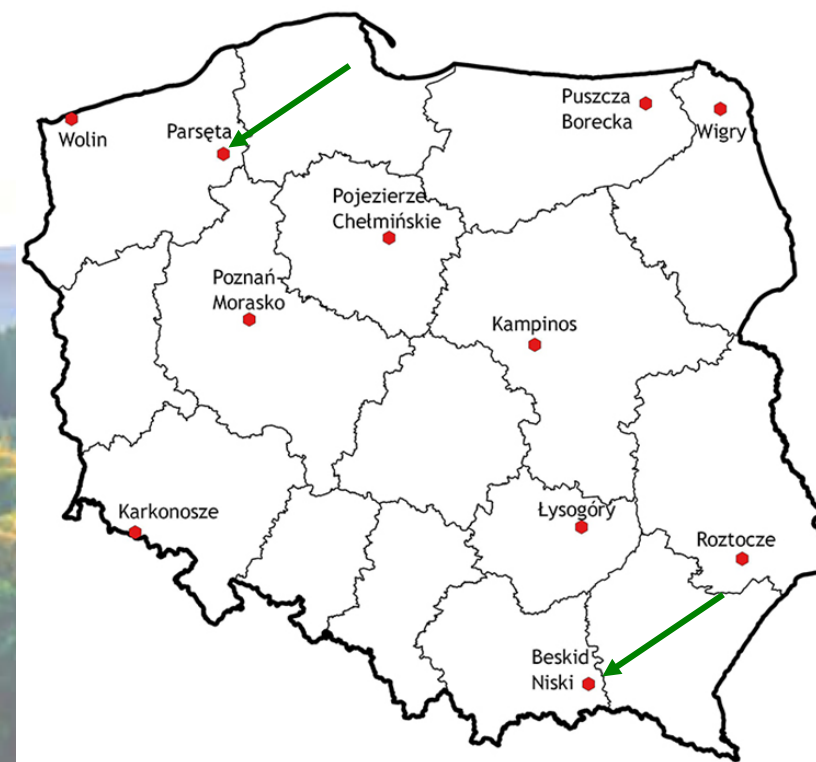 Puszcza
Borecka
Wolin
Parsęta
Wigry
Pojezierze
Chełmińskie
Poznań-
Morasko
Kampinos
Karkonosze
Łysogóry
Roztocze
Beskid
Niski